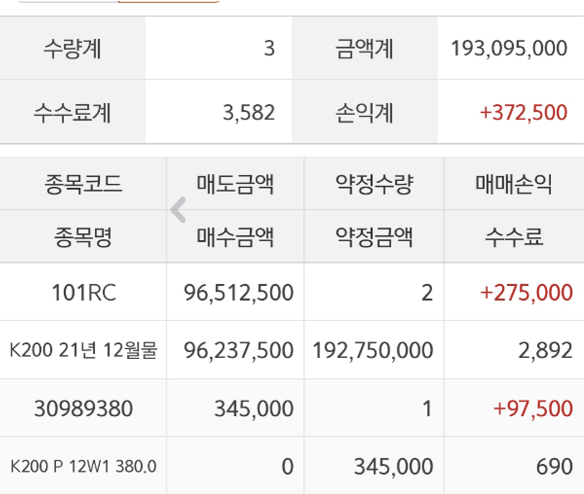 수량계 3 금액계 193,095,000
수수료계 3,582 손익계 +372,500
종목코드 매도금액 약정수량 매매손익
종목명 매수금액 약정금액 수수료
101RC 96,512,500 2 +275,000
K200 21년 12월물 96,237,500 192,750,000 2,892
30989380 345,000 1 +97,500
K200 P 12W1 380.0 0 345,000 690